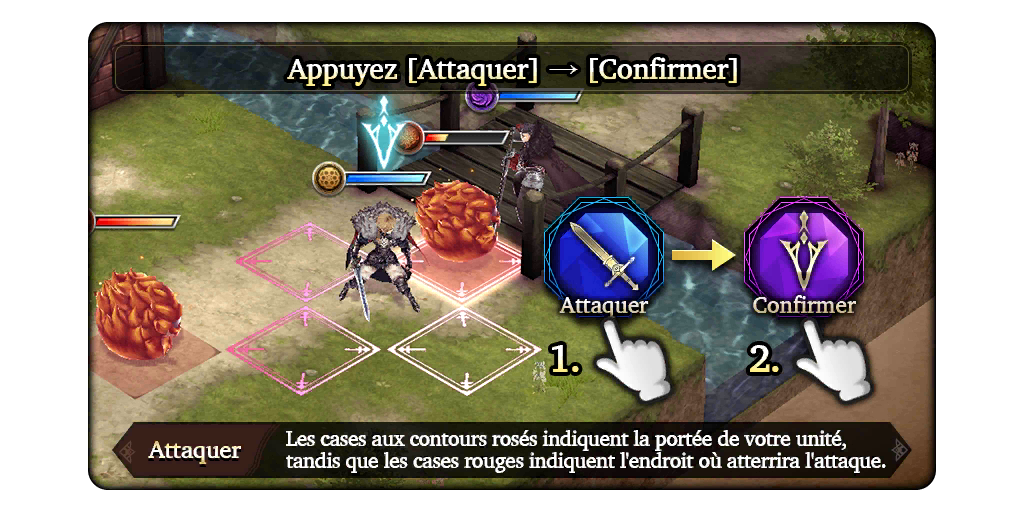 Appuyez [Attaquer] → [Confirmer]
Attaquer
Confirmer
1.
2.
Attaquer
Les cases aux contours rosés indiquent la portée de votre unité,
tandis que les cases rouges indiquent l'endroit où atterrira l'attaque.